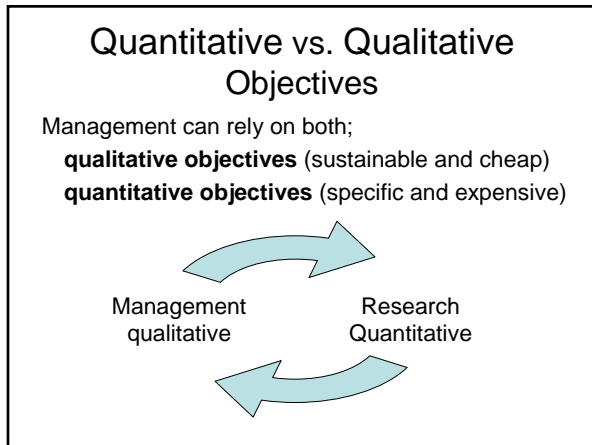 Quantitative vs. Qualitative
Objectives
Management can rely on both;
qualitative objectives (sustainable and cheap)
quantitative objectives (specific and expensive)
Management
qualitative
Research
Quantitative